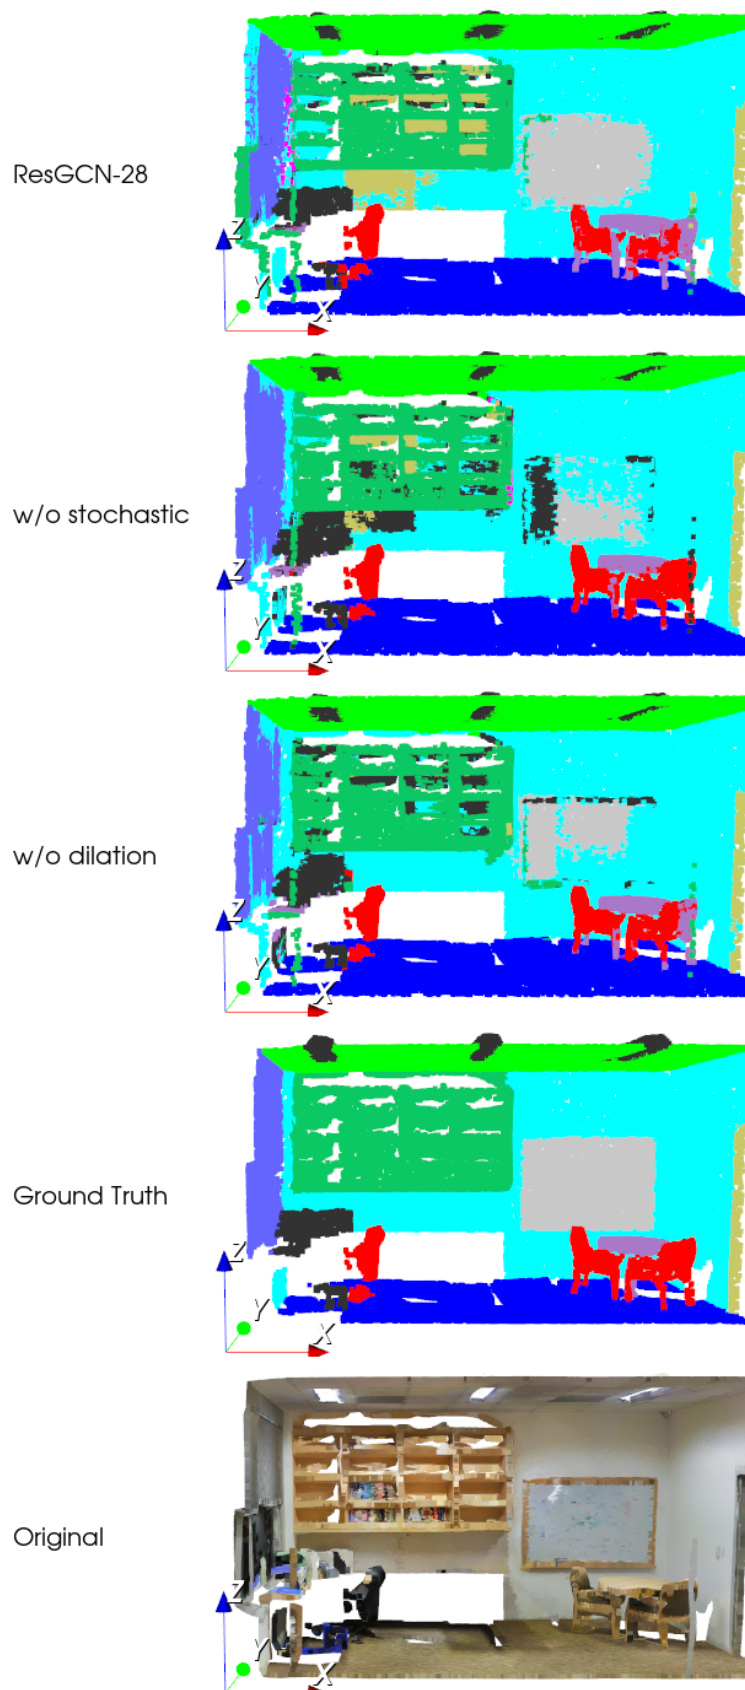 ResGCN-28
Z
Y
X
w/o stochastic
Z
Y
X
w/o dilation
Z
Y
X
Ground Truth
Z
Y
X
Original
Z
Y
X